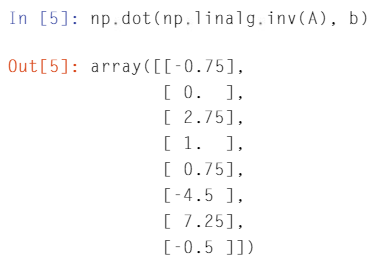 In [5]: np.dot(np.linalg.inv(A), b)
Out[5]: array([[-0.75],
[ 0.  ],
[ 2.75],
[ 1.  ],
[ 0.75],
[-4.5 ],
[ 7.25],
[-0.5 ]])